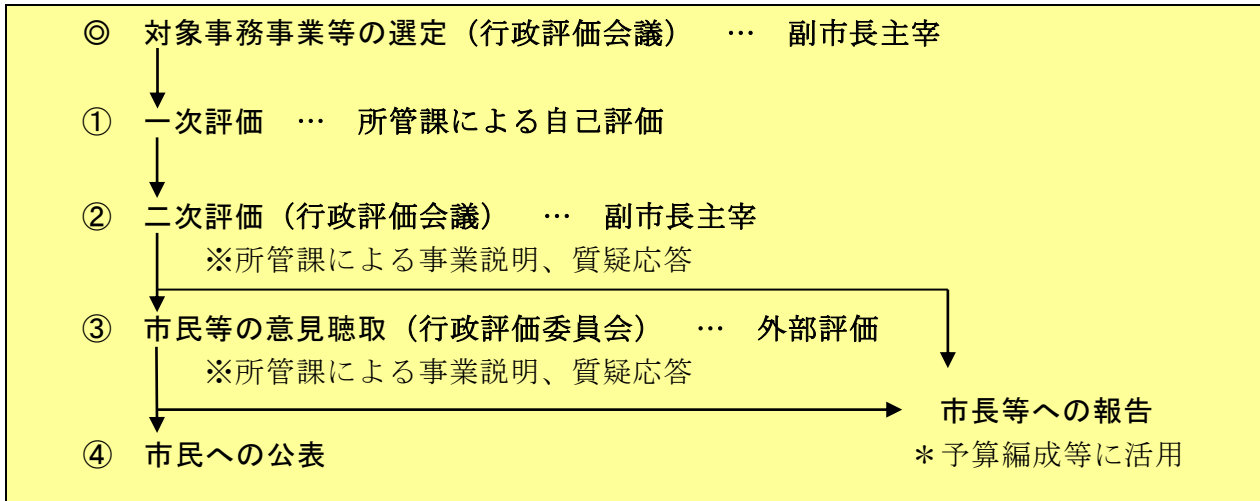 ◎ 対象事務事業等の選定（行政評価会議） … 副市長主宰
① 一次評価 … 所管課による自己評価
② 二次評価（行政評価会議） … 副市長主宰
※所管課による事業説明、質疑応答
③ 市民等の意見聴取（行政評価委員会） … 外部評価
※所管課による事業説明、質疑応答
市長等への報告
④ 市民への公表
＊予算編成等に活用